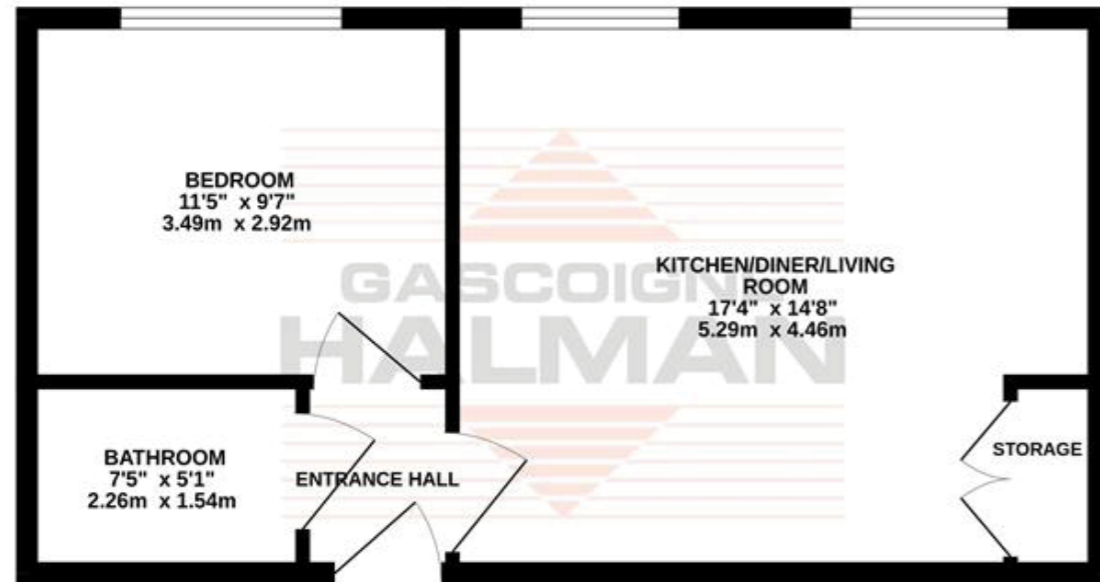 BEDROOM
11'5" x 9'7"
3.49m x 2.92m
KITCHEN/DINER/LIVING
ROOM
17'4" x 14'8"
5.29m x 4.46m
GASCOIGNE
HALMAN
BATHROOM
7'5" x 5'1"
2.26m x 1.54m
ENTRANCE HALL
STORAGE